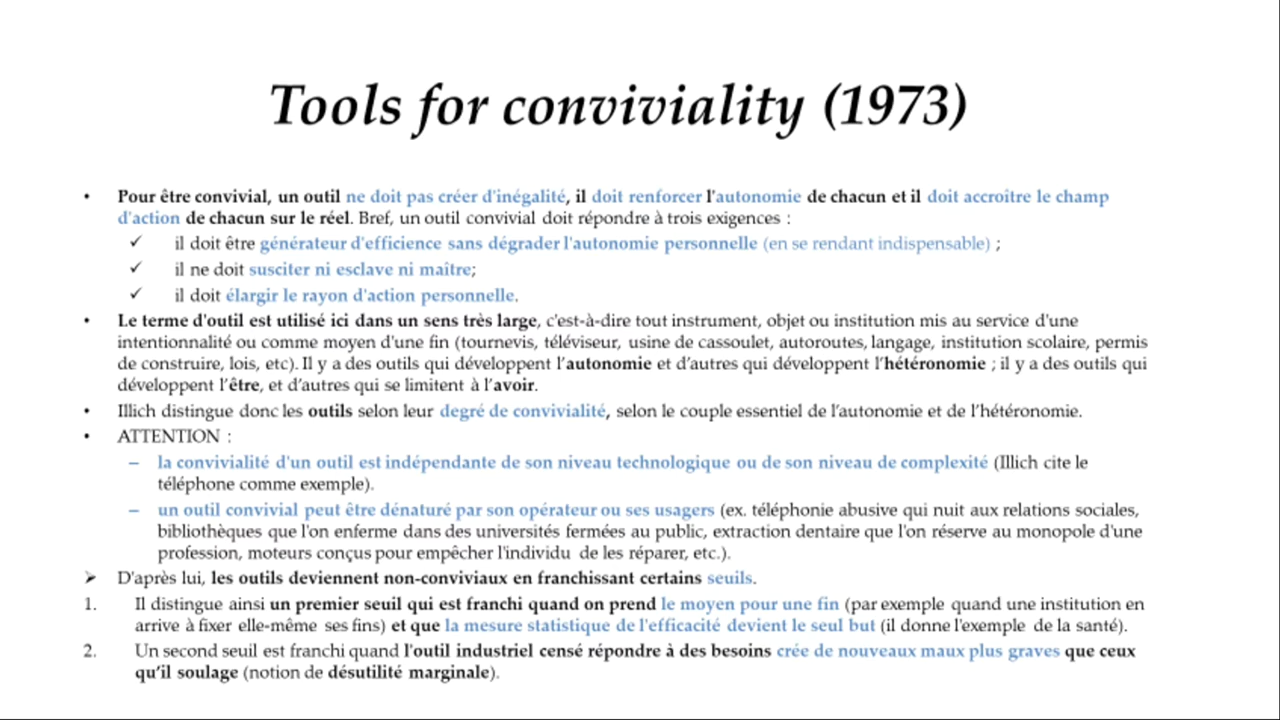 Tools for conviviality (1973)
• Pour être convivial, un outil ne doit pas créer d'inégalité, il doit renforcer l'autonomie de chacun et il doit accroître le champ
d'action de chacun sur le réel. Bref, un outil convivial doit répondre à trois exigences :
✓ il doit être générateur d'efficience sans dégrader l'autonomie personnelle (en se rendant indispensable) ;
✓ il ne doit susciter ni esclave ni maître;
✓ il doit élargir le rayon d'action personnelle.
• Le terme d'outil est utilisé ici dans un sens très large, c'est-à-dire tout instrument, objet ou institution mis au service d'une
intentionnalité ou comme moyen d'une fin (tournevis, téléviseur, usine de cassoulet, autoroutes, langage, institution scolaire, permis
de construire, lois, etc). Il y a des outils qui développent l'autonomie et d'autres qui développent l'hétéronomie ; il y a des outils qui
développent l'être, et d'autres qui se limitent à l'avoir.
• Illich distingue donc les outils selon leur degré de convivialité, selon le couple essentiel de l'autonomie et de l'hétéronomie.
• ATTENTION :
– la convivialité d'un outil est indépendante de son niveau technologique ou de son niveau de complexité (Illich cite le
téléphone comme exemple).
– un outil convivial peut être dénaturé par son opérateur ou ses usagers (ex. téléphonie abusive qui nuit aux relations sociales,
bibliothèques que l'on enferme dans des universités fermées au public, extraction dentaire que l'on réserve au monopole d'une
profession, moteurs conçus pour empêcher l'individu de les réparer, etc.).
➢ D'après lui, les outils deviennent non-conviviaux en franchissant certains seuils.
1. Il distingue ainsi un premier seuil qui est franchi quand on prend le moyen pour une fin (par exemple quand une institution en
arrive à fixer elle-même ses fins) et que la mesure statistique de l'efficacité devient le seul but (il donne l'exemple de la santé).
2. Un second seuil est franchi quand l'outil industriel censé répondre à des besoins crée de nouveaux maux plus graves que ceux
qu'il soulage (notion de désutilité marginale).